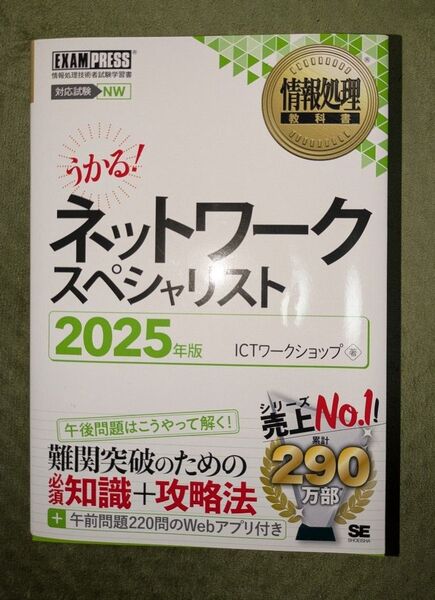 EXAMPRESS®
情報処理技術者試験学習書
対応試験 NW
情報処理
教科書
うかる!
ネットワーク
スペシャリスト
2025年版
ICTワークショップ 著
午後問題はこうやって解く!
難関突破のための
必須知識+攻略法
+午前問題220問のWebアプリ付き
シリーズ
売上No.1!
累計
290
万部
SE
SHOEISHA